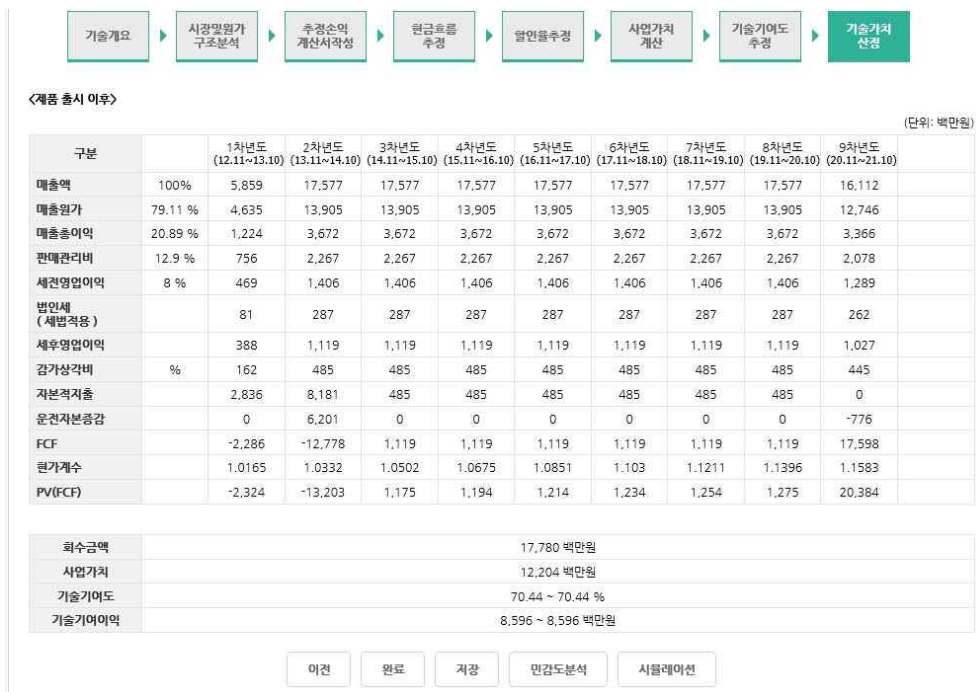 기술개요
시장및원가
구조분석
추정손익
계산서작성
현금흐름
추정
할인율추정
사업가치
계산
기술기여도
추정
기술가치
산정
<제품 출시 이후>
(단위: 백만원)
구분 1차년도 2차년도 3차년도 4차년도 5차년도 6차년도 7차년도 8차년도 9차년도
(12.11~13.10) (13.11~14.10) (14.11~15.10) (15.11~16.10) (16.11~17.10) (17.11~18.10) (18.11~19.10) (19.11~20.10) (20.11~21.10)
매출액 100% 5,859 17,577 17,577 17,577 17,577 17,577 17,577 17,577 16,112
매출원가 79.11 % 4,635 13,905 13,905 13,905 13,905 13,905 13,905 13,905 12,746
매출총이익 20.89 % 1,224 3,672 3,672 3,672 3,672 3,672 3,672 3,672 3,366
판매관리비 12.9 % 756 2,267 2,267 2,267 2,267 2,267 2,267 2,267 2,078
세전영업이익 8 % 469 1,406 1,406 1,406 1,406 1,406 1,406 1,406 1,289
법인세
( 세법적용 ) 81 287 287 287 287 287 287 287 262
세후영업이익 388 1,119 1,119 1,119 1,119 1,119 1,119 1,119 1,027
감가상각비 % 162 485 485 485 485 485 485 485 445
자본적지출 2,836 8,181 485 485 485 485 485 485 0
운전자본증감 0 6,201 0 0 0 0 0 0 -776
FCF -2,286 -12,778 1,119 1,119 1,119 1,119 1,119 1,119 17,598
현가계수 1.0165 1.0332 1.0502 1.0675 1.0851 1.103 1.1211 1.1396 1.1583
PV(FCF) -2,324 -13,203 1,175 1,194 1,214 1,234 1,254 1,275 20,384
회수금액 17,780 백만원
사업가치 12,204 백만원
기술기여도 70.44 ~ 70.44 %
기술기여이익 8,596 ~ 8,596 백만원
이전 완료 저장 민감도분석 시뮬레이션